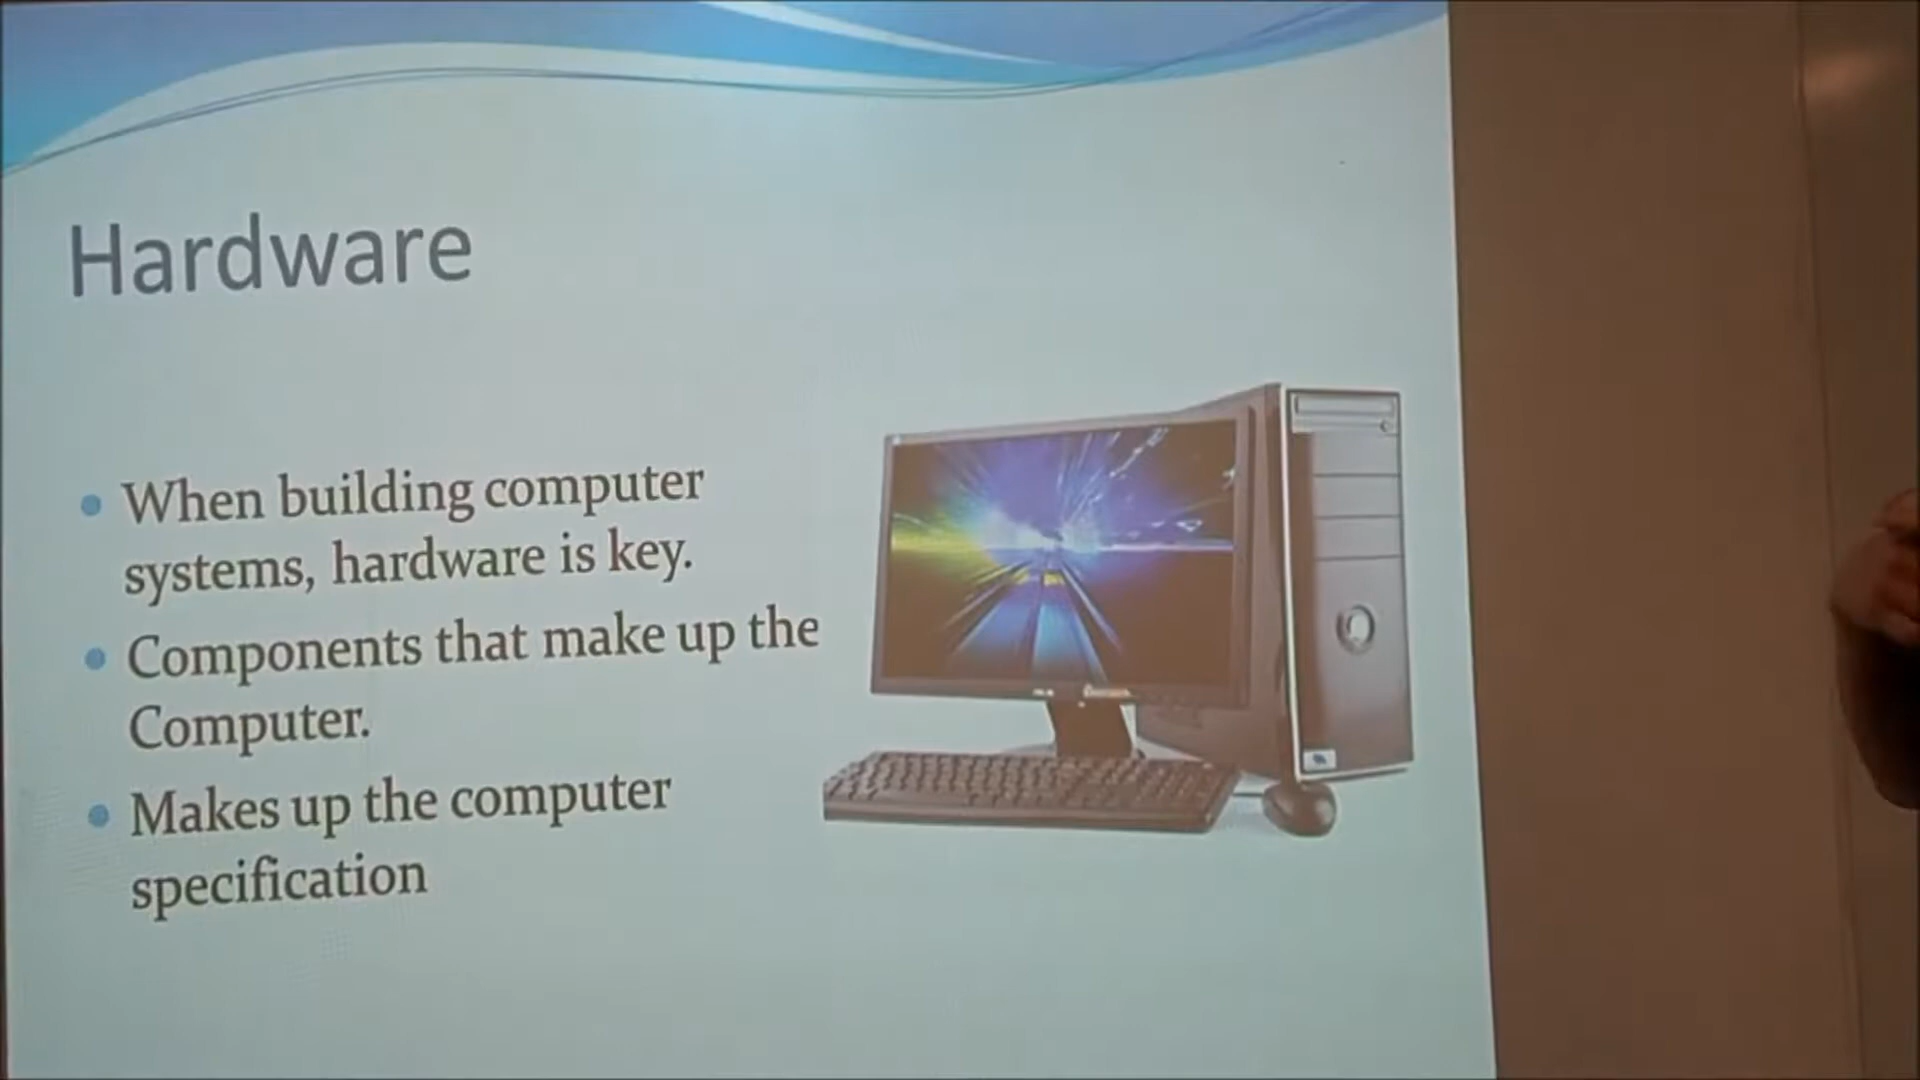 Hardware
When building computer
systems, hardware is key.
Components that make up the
Computer.
Makes up the computer
specification